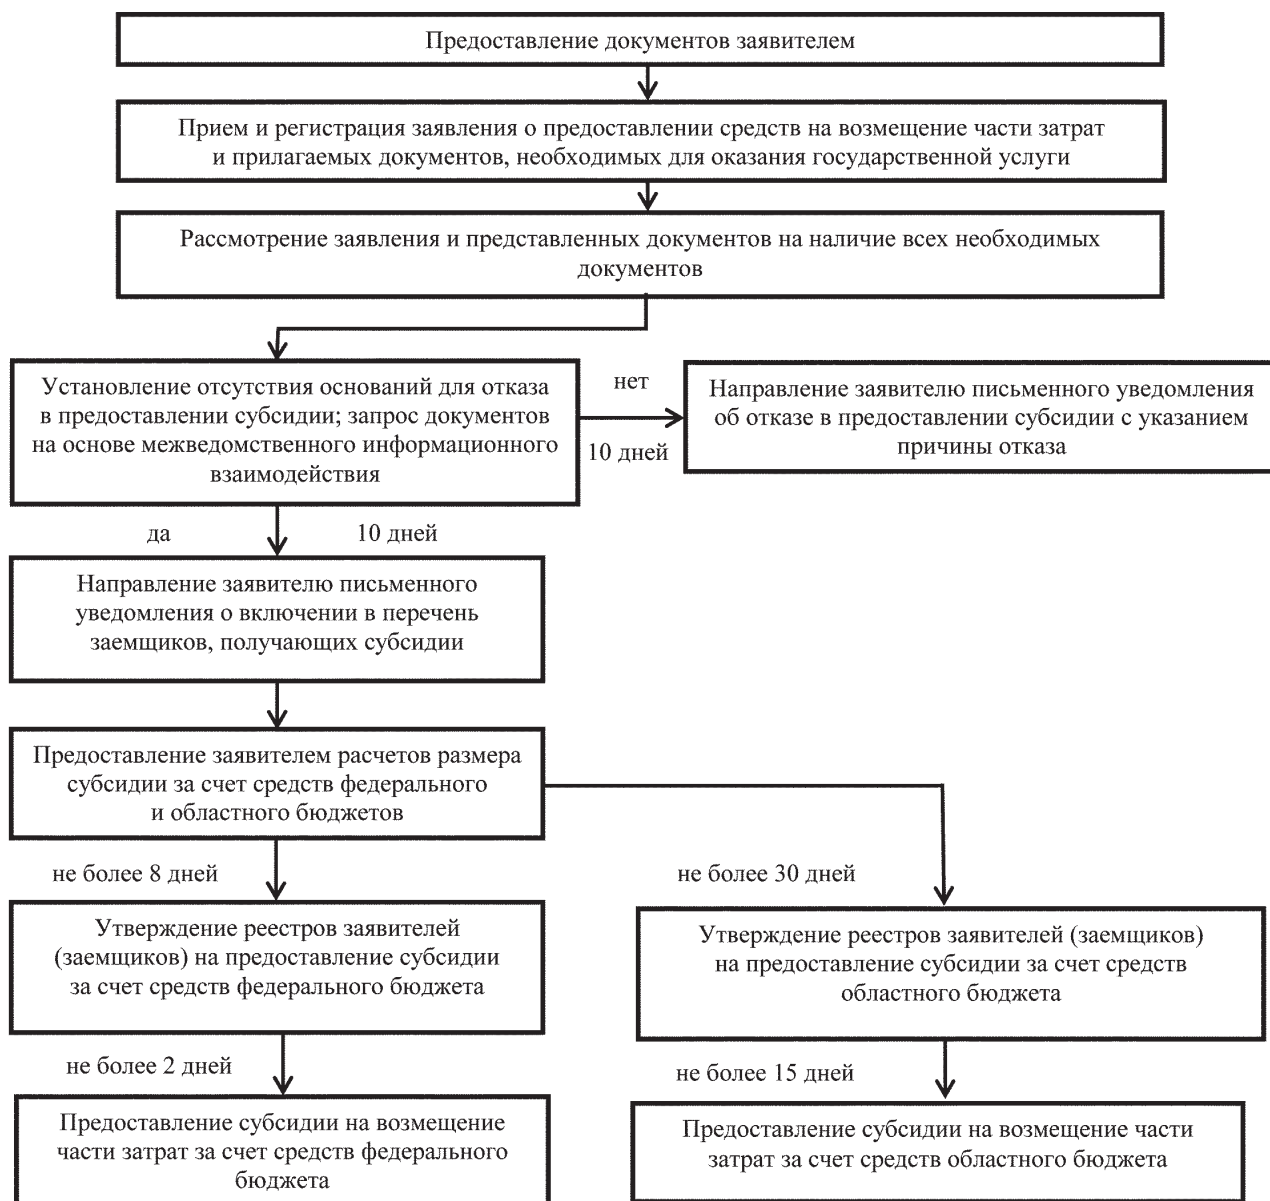 Предоставление документов заявителем
Прием и регистрация заявления о предоставлении средств на возмещение части затрат
и прилагаемых документов, необходимых для оказания государственной услуги
Рассмотрение заявления и представленных документов на наличие всех необходимых
документов
Установление отсутствия оснований для отказа
в предоставлении субсидии; запрос документов
на основе межведомственного информационного
взаимодействия
нет
10 дней
Направление заявителю письменного уведомления
об отказе в предоставлении субсидии с указанием
причины отказа
да
10 дней
Направление заявителю письменного
уведомления о включении в перечень
заемщиков, получающих субсидии
Предоставление заявителем расчетов размера
субсидии за счет средств федерального
и областного бюджетов
не более 8 дней
не более 30 дней
Утверждение реестров заявителей
(заемщиков) на предоставление субсидии
за счет средств федерального бюджета
Утверждение реестров заявителей (заемщиков)
на предоставление субсидии за счет средств
областного бюджета
не более 2 дней
не более 15 дней
Предоставление субсидии на возмещение
части затрат за счет средств федерального
бюджета
Предоставление субсидии на возмещение части
затрат за счет средств областного бюджета